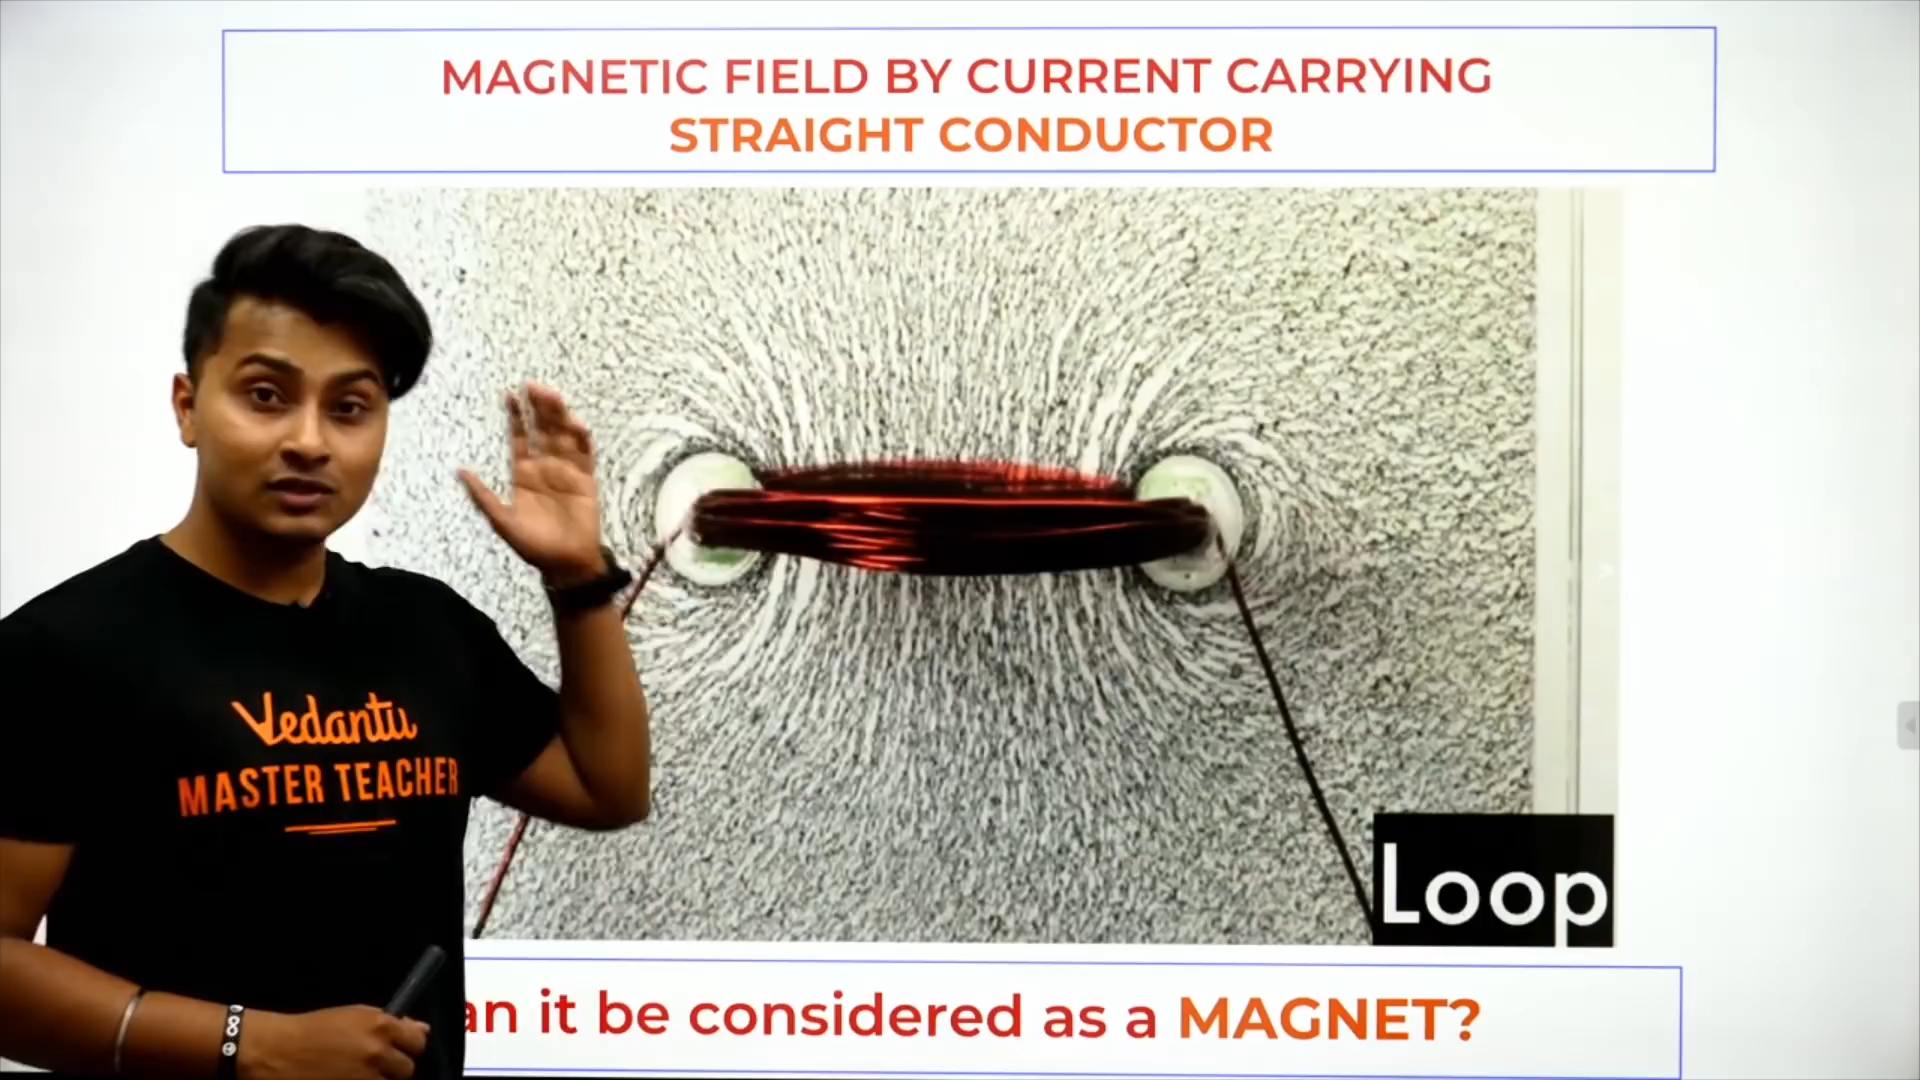 MAGNETIC FIELD BY CURRENT CARRYING
STRAIGHT CONDUCTOR
Vedantu
MASTER TEACHER
Loop
an it be considered as a MAGNET?